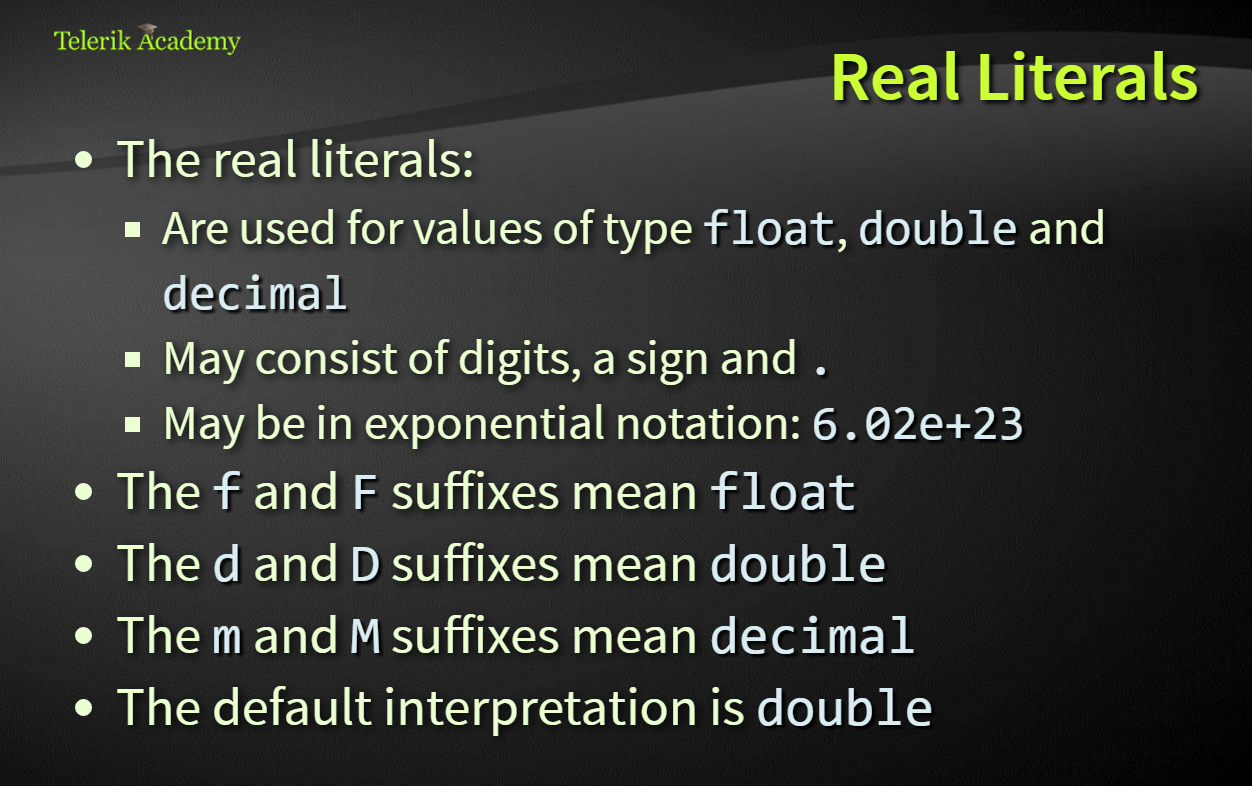 Telerik Academy
Real Literals
• The real literals:
▪ Are used for values of type float, double and
decimal
▪ May consist of digits, a sign and .
▪ May be in exponential notation: 6.02e+23
• The f and F suffixes mean float
• The d and D suffixes mean double
• The m and M suffixes mean decimal
• The default interpretation is double